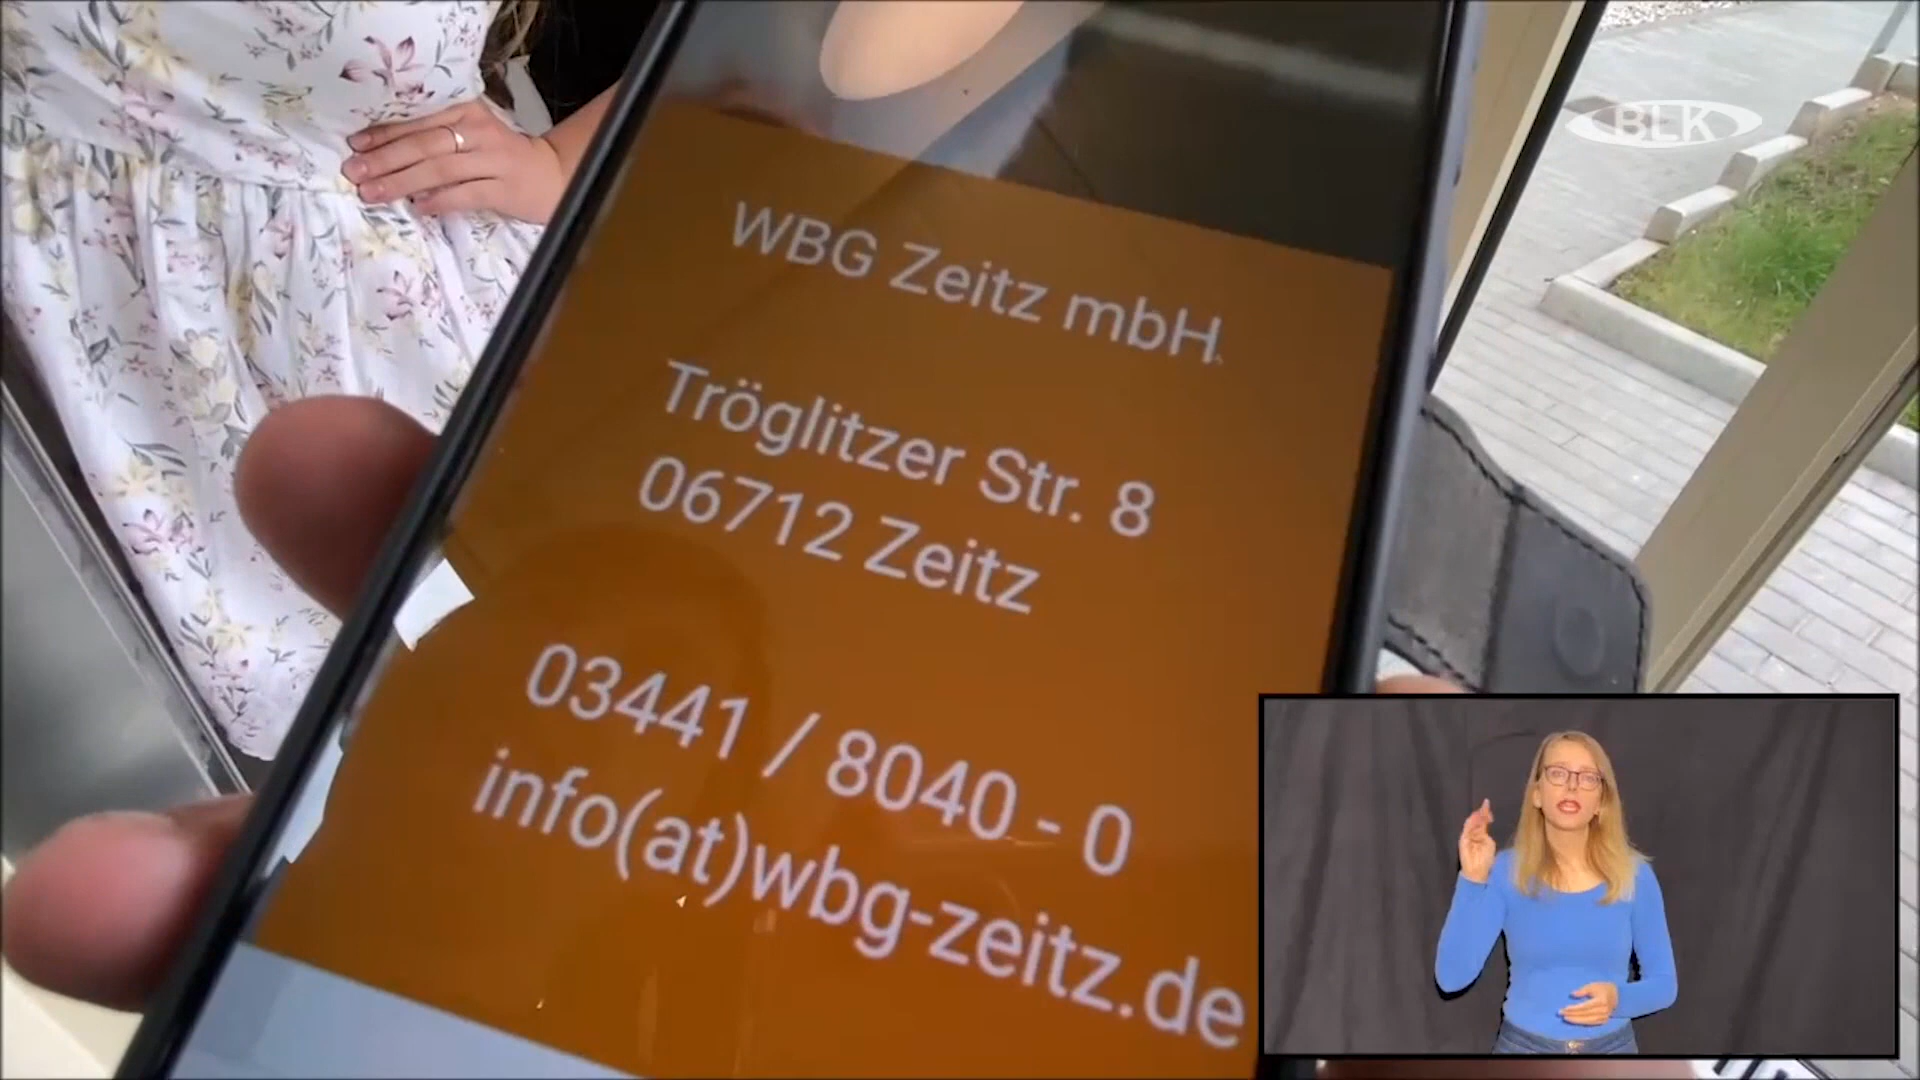 BLK
WBG Zeitz mbH
Tröglitzer Str. 8
06712 Zeitz
03441 / 8040 - 0
info(at)wbg-zeitz.de